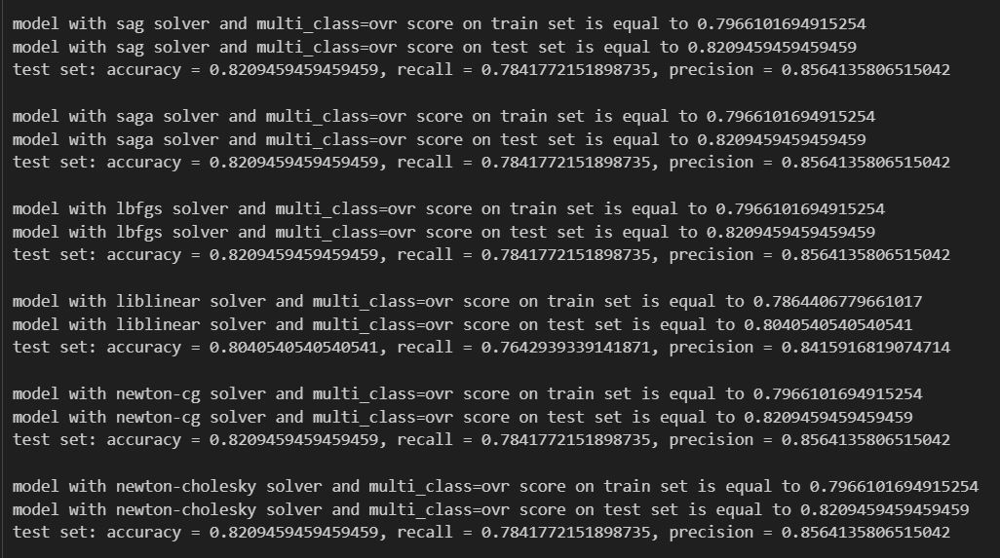 model with sag solver and multi_class=ovr score on train set is equal to 0.7966101694915254
model with sag solver and multi_class=ovr score on test set is equal to 0.8209459459459459
test set: accuracy = 0.8209459459459459, recall = 0.7841772151898735, precision = 0.8564135806515042
model with saga solver and multi_class=ovr score on train set is equal to 0.7966101694915254
model with saga solver and multi_class=ovr score on test set is equal to 0.8209459459459459
test set: accuracy = 0.8209459459459459, recall = 0.7841772151898735, precision = 0.8564135806515042
model with lbfgs solver and multi_class=ovr score on train set is equal to 0.7966101694915254
model with lbfgs solver and multi_class=ovr score on test set is equal to 0.8209459459459459
test set: accuracy = 0.8209459459459459, recall = 0.7841772151898735, precision = 0.8564135806515042
model with liblinear solver and multi_class=ovr score on train set is equal to 0.7864406779661017
model with liblinear solver and multi_class=ovr score on test set is equal to 0.8040540540540541
test set: accuracy = 0.8040540540540541, recall = 0.7642939339141871, precision = 0.8415916819074714
model with newton-cg solver and multi_class=ovr score on train set is equal to 0.7966101694915254
model with newton-cg solver and multi_class=ovr score on test set is equal to 0.8209459459459459
test set: accuracy = 0.8209459459459459, recall = 0.7841772151898735, precision = 0.8564135806515042
model with newton-cholesky solver and multi_class=ovr score on train set is equal to 0.7966101694915254
model with newton-cholesky solver and multi_class=ovr score on test set is equal to 0.8209459459459459
test set: accuracy = 0.8209459459459459, recall = 0.7841772151898735, precision = 0.8564135806515042